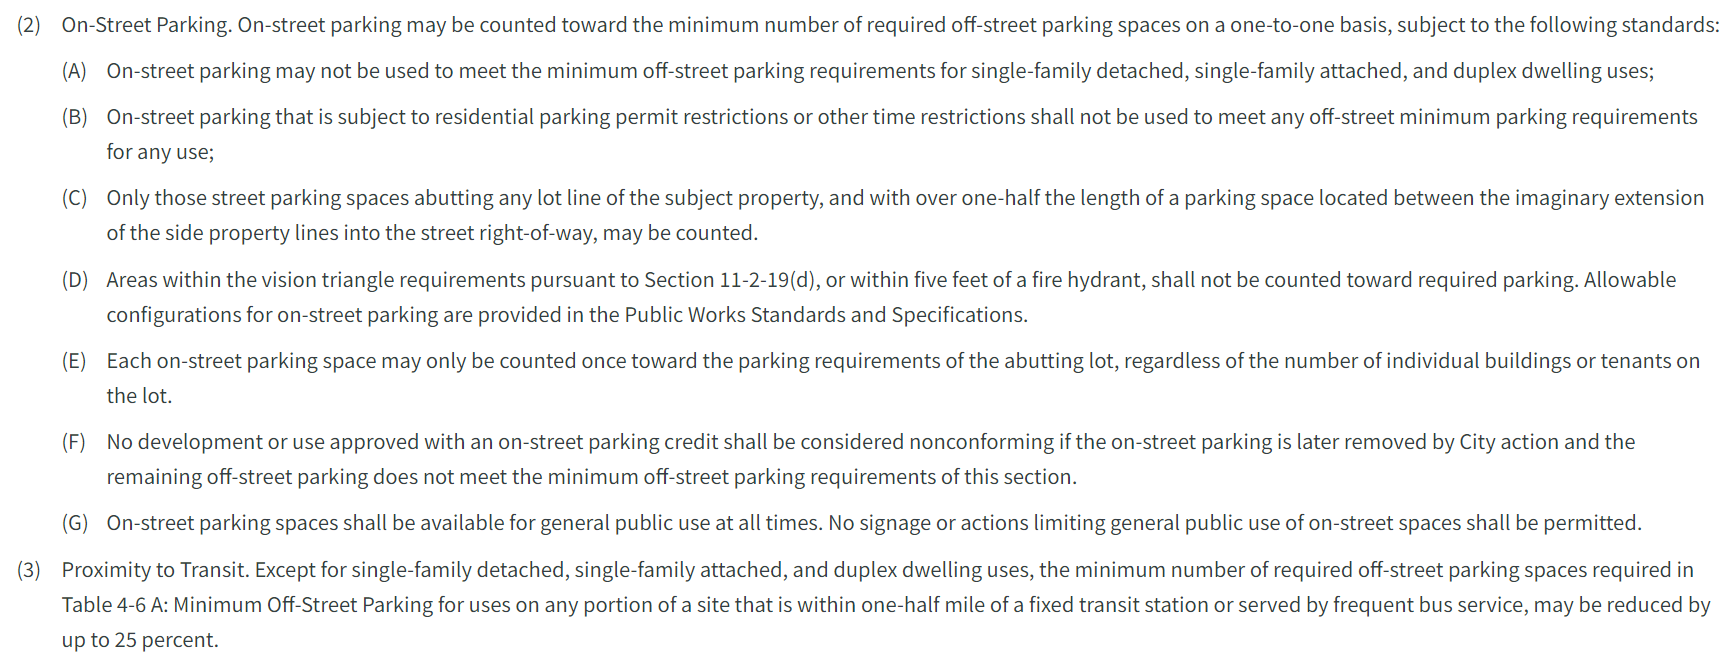 (2) On-Street Parking. On-street parking may be counted toward the minimum number of required off-street parking spaces on a one-to-one basis, subject to the following standards:
(A) On-street parking may not be used to meet the minimum off-street parking requirements for single-family detached, single-family attached, and duplex dwelling uses;
(B) On-street parking that is subject to residential parking permit restrictions or other time restrictions shall not be used to meet any off-street minimum parking requirements
for any use;
(C) Only those street parking spaces abutting any lot line of the subject property, and with over one-half the length of a parking space located between the imaginary extension
of the side property lines into the street right-of-way, may be counted.
(D) Areas within the vision triangle requirements pursuant to Section 11-2-19(d), or within five feet of a fire hydrant, shall not be counted toward required parking. Allowable
configurations for on-street parking are provided in the Public Works Standards and Specifications.
(E) Each on-street parking space may only be counted once toward the parking requirements of the abutting lot, regardless of the number of individual buildings or tenants on
the lot.
(F) No development or use approved with an on-street parking credit shall be considered nonconforming if the on-street parking is later removed by City action and the
remaining off-street parking does not meet the minimum off-street parking requirements of this section.
(G) On-street parking spaces shall be available for general public use at all times. No signage or actions limiting general public use of on-street spaces shall be permitted.
(3) Proximity to Transit. Except for single-family detached, single-family attached, and duplex dwelling uses, the minimum number of required off-street parking spaces required in
Table 4-6 A: Minimum Off-Street Parking for uses on any portion of a site that is within one-half mile of a fixed transit station or served by frequent bus service, may be reduced by
up to 25 percent.